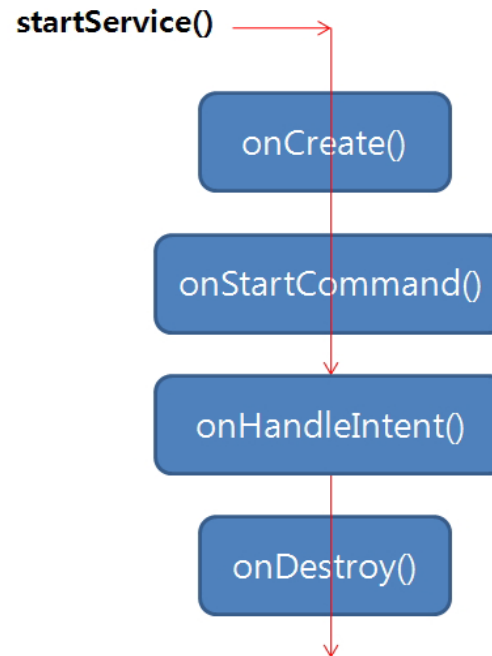 startService()
onCreate()
onStartCommand()
onHandleIntent()
onDestroy()